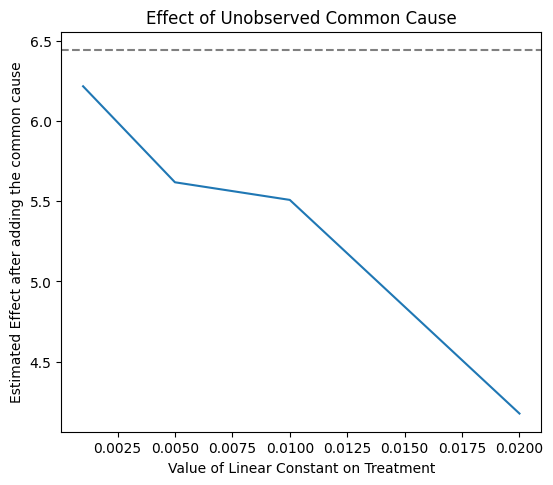 Effect of Unobserved Common Cause
Estimated Effect after adding the common cause
6.5
6.0
5.5
5.0
4.5
0.0025 0.0050 0.0075 0.0100 0.0125 0.0150 0.0175 0.0200
Value of Linear Constant on Treatment